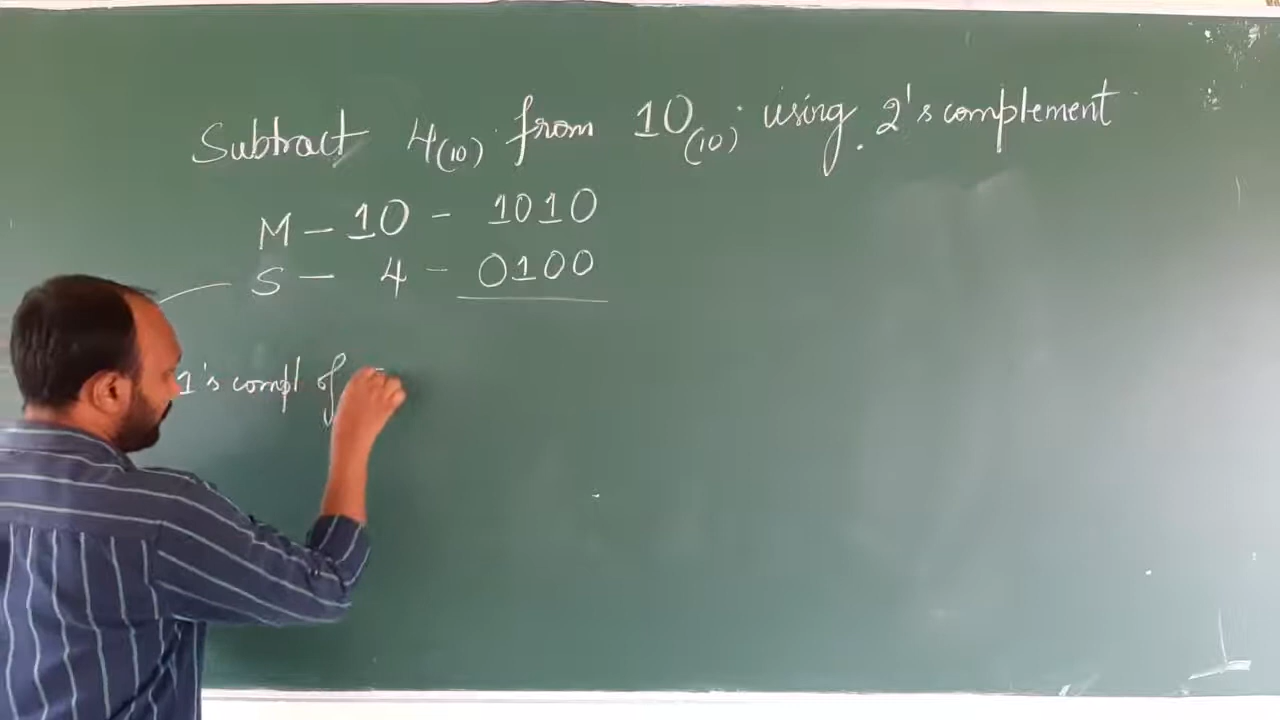 Subtract 4(10) from 10(10) using 2's complement
M - 10 - 1010
S - 4 - 0100
1's compl of